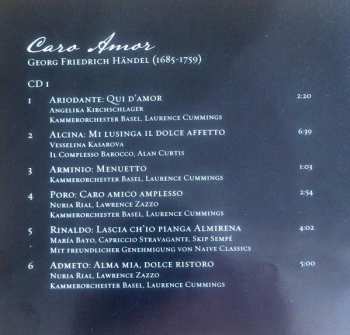 Caro Amor
Georg Friedrich Händel (1685-1759)
CD 1
1 Ariodante: Qui d'amor 2:20
Angelika Kirchschlager
Kammerorchester Basel, Laurence Cummings
2 Alcina: Mi lusinga il dolce affetto 6:39
Vesselina Kasarova
Il Complesso Barocco, Alan Curtis
3 Arminio: Menuetto 1:03
Kammerorchester Basel, Laurence Cummings
4 Poro: Caro amico amplesso 2:54
Nuria Rial, Lawrence Zazzo
Kammerorchester Basel, Laurence Cummings
5 Rinaldo: Lascia ch'io pianga Almirena 4:02
María Bayo, Capriccio Stravagante, Skip Sempé
Mit freundlicher Genehmigung von Naive Classics
6 Admeto: Alma mia, dolce ristoro 5:00
Nuria Rial, Lawrence Zazzo
Kammerorchester Basel, Laurence Cummings